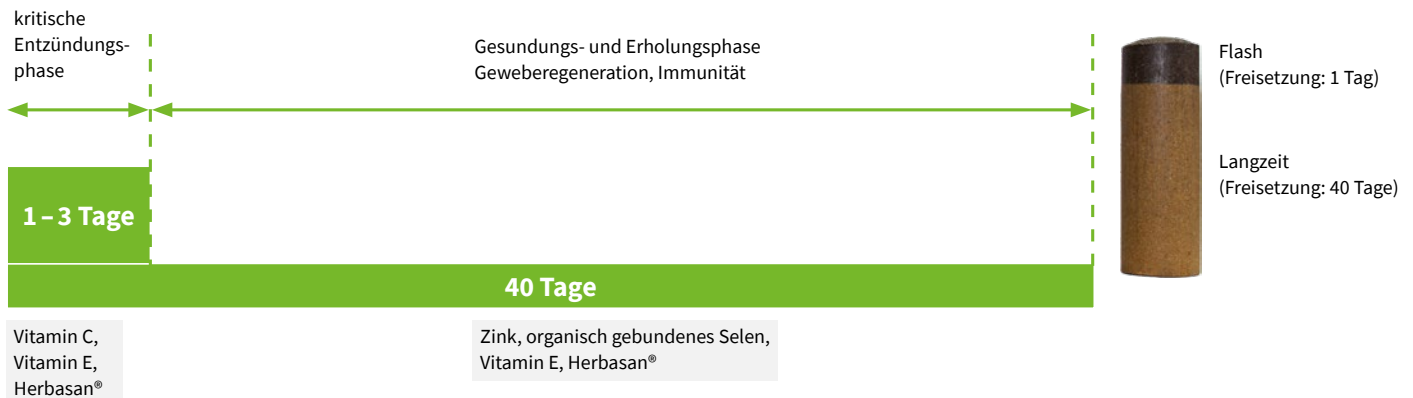 kritische
Entzündungs-
phase
Gesundungs- und Erholungsphase
Geweberegeneration, Immunität
Flash
(Freisetzung: 1 Tag)
Langzeit
(Freisetzung: 40 Tage)
1 – 3 Tage
40 Tage
Vitamin C,
Vitamin E,
Herbasan®
Zink, organisch gebundenes Selen,
Vitamin E, Herbasan®